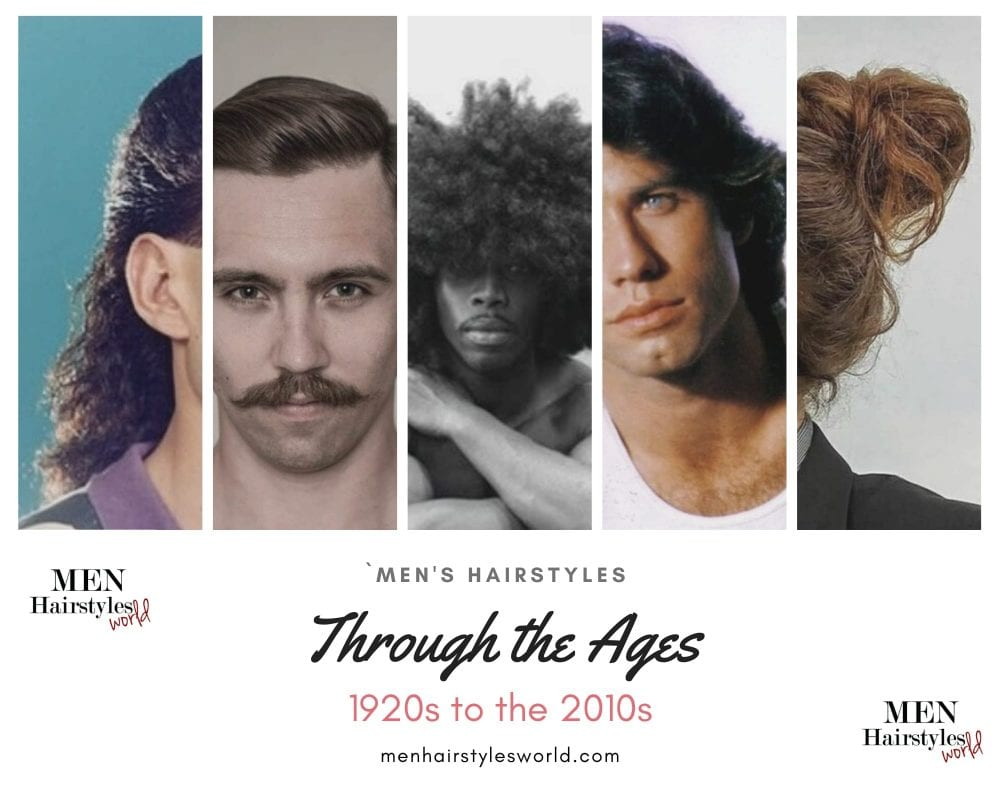 MEN
Hairstyles
world
`MEN'S HAIRSTYLES
Through the Ages
1920s to the 2010s
menhairstylesworld.com
MEN
Hairstyles
world